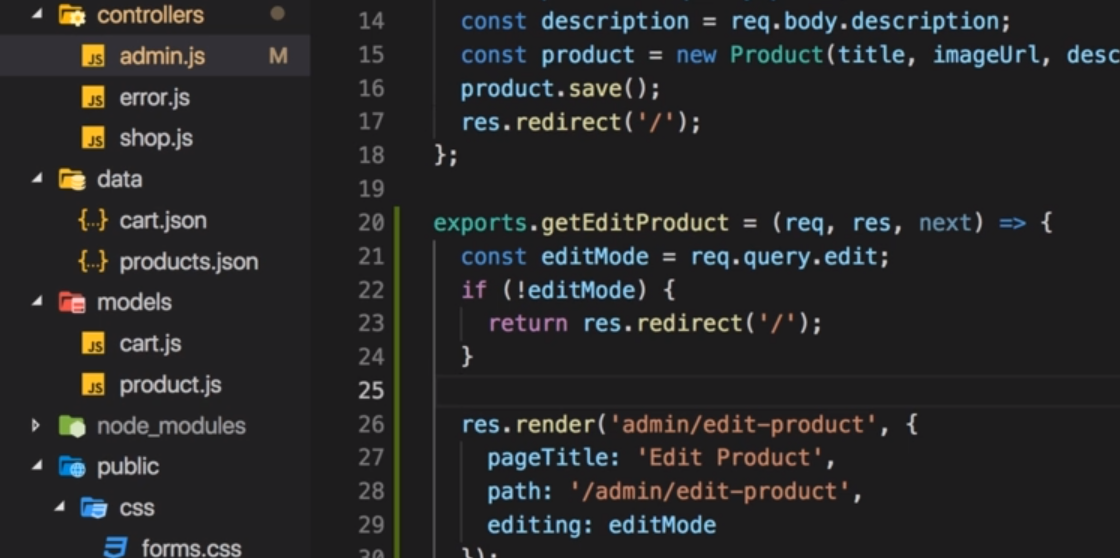 controllers
admin.js M
error.js
shop.js
data
{..} cart.json
{..} products.json
models
cart.js
product.js
node_modules
public
css
forms.css
14 const description = req.body.description;
15 const product = new Product(title, imageUrl, desc
16 product.save();
17 res.redirect('/');
18 };
19
20 exports.getEditProduct = (req, res, next) => {
21 const editMode = req.query.edit;
22 if (!editMode) {
23 return res.redirect('/');
24 }
25
26 res.render('admin/edit-product', {
27 pageTitle: 'Edit Product',
28 path: '/admin/edit-product',
29 editing: editMode
30 });